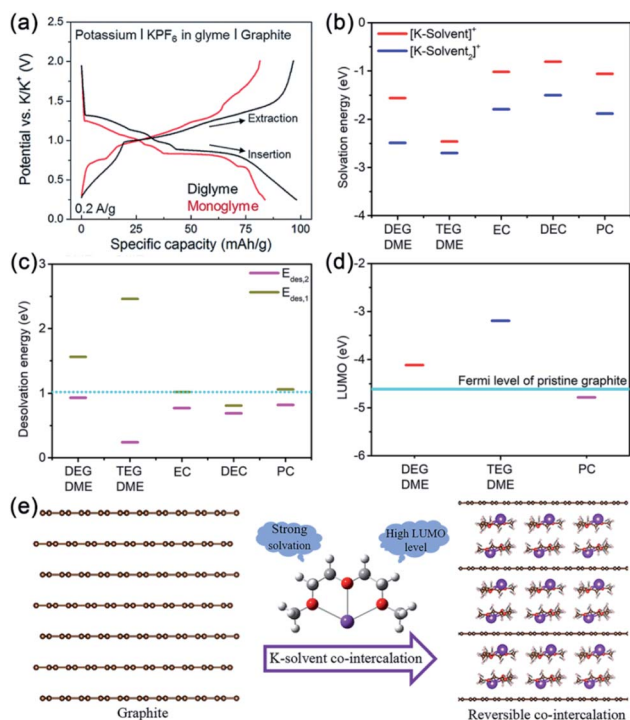 (a)
Potassium I KPF6 in glyme I Graphite
Potential vs. K/K+ (V)
2.5
2.0
1.5
1.0
0.5
0.0
Extraction
Insertion
Diglyme
Monoglyme
0.2 A/g
0 25 50 75 100
Specific capacity (mAh/g)
(b)
Solvation energy (eV)
0
-1
-2
-3
-4
[K-Solvent]+
[K-Solvent2]+
DEG DME
TEG DME
EC
DEC
PC
(c)
Desolvation energy (eV)
3
2
1
0
Edes,2
Edes,1
DEG DME
TEG DME
EC
DEC
PC
(d)
LUMO (eV)
-2
-3
-4
-5
-6
Fermi level of pristine graphite
DEG DME
TEG DME
PC
(e)
Strong
solvation
High LUMO
level
K-solvent co-intercalation
Graphite
Reversible co-intercalation